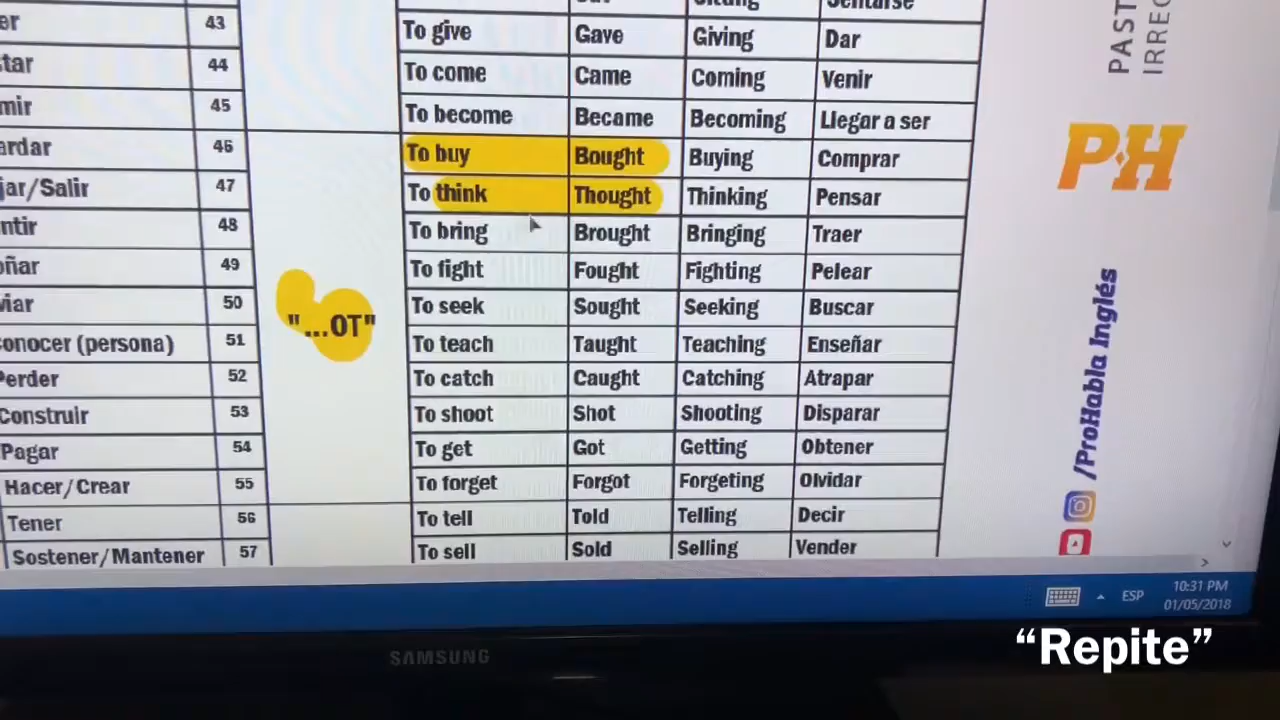 er 43 To give Gave Giving Dar
tar 44 To come Came Coming Venir
mir 45 To become Became Becoming Llegar a ser
ardar 46 To buy Bought Buying Comprar
jar/Salir 47 To think Thought Thinking Pensar
ntir 48 To bring Brought Bringing Traer
oñar 49 To fight Fought Fighting Pelear
viar 50 "...OT" To seek Sought Seeking Buscar
onocer (persona) 51 To teach Taught Teaching Enseñar
Perder 52 To catch Caught Catching Atrapar
Construir 53 To shoot Shot Shooting Disparar
Pagar 54 To get Got Getting Obtener
Hacer/Crear 55 To forget Forgot Forgeting Olvidar
Tener 56 To tell Told Telling Decir
Sostener/Mantener 57 To sell Sold Selling Vender
PAST
IRREG
PH
/ProHabla Inglés
ESP
10:31 PM
01/05/2018
SAMSUNG
“Repite”